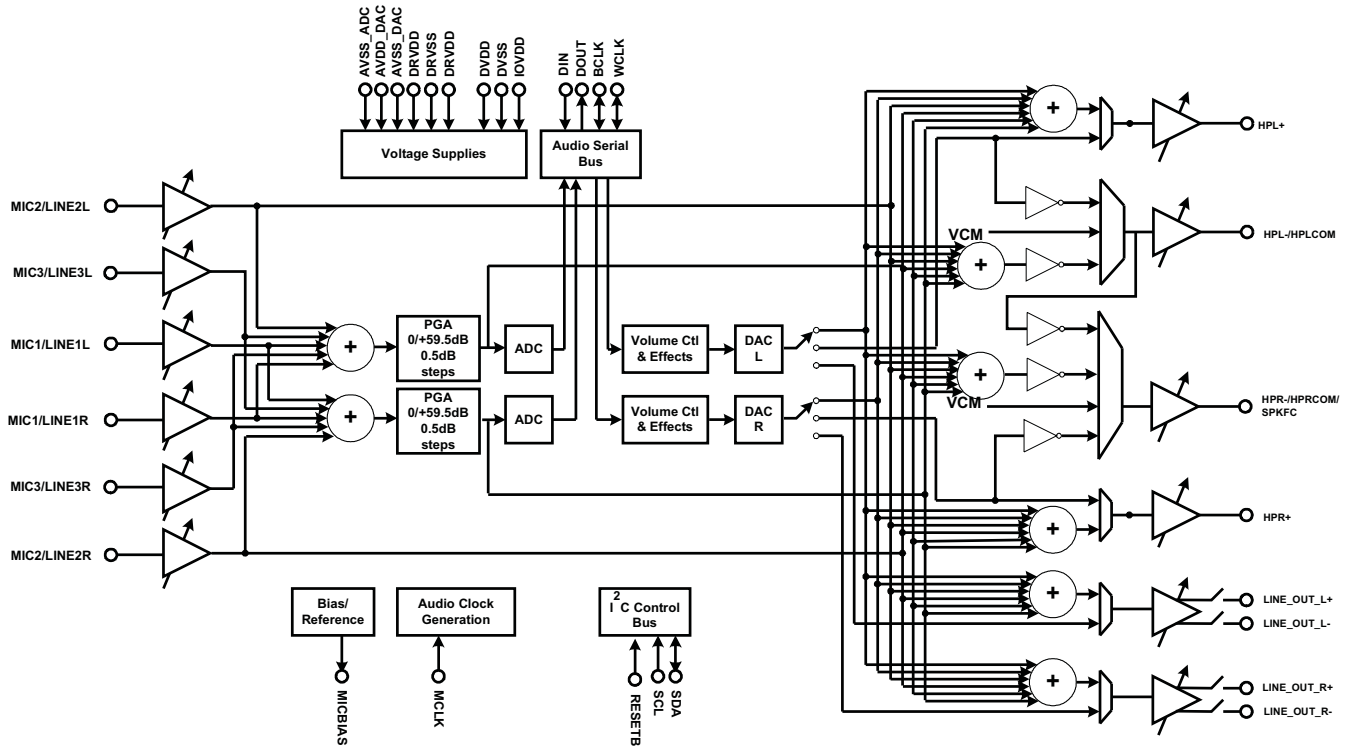 AVSS_ADC
AVDD_DAC
AVSS_DAC
DRVDD
DRVSS
DRVDD
DVDD
DVSS
IOVDD
DIN
DOUT
BCLK
WCLK
Voltage Supplies
Audio Serial
Bus
MIC2/LINE2L
MIC3/LINE3L
MIC1/LINE1L
MIC1/LINE1R
MIC3/LINE3R
MIC2/LINE2R
+
+
PGA
0/+59.5dB
0.5dB
steps
PGA
0/+59.5dB
0.5dB
steps
ADC
ADC
Volume Ctl
& Effects
Volume Ctl
& Effects
DAC
L
DAC
R
+
VCM
+
+
VCM
+
+
+
HPL+
HPL-/HPLCOM
HPR-/HPRCOM/
SPKFC
HPR+
LINE_OUT_L+
LINE_OUT_L-
LINE_OUT_R+
LINE_OUT_R-
Bias/
Reference
MICBIAS
Audio Clock
Generation
MCLK
I2C Control
Bus
RESETB
SCL
SDA